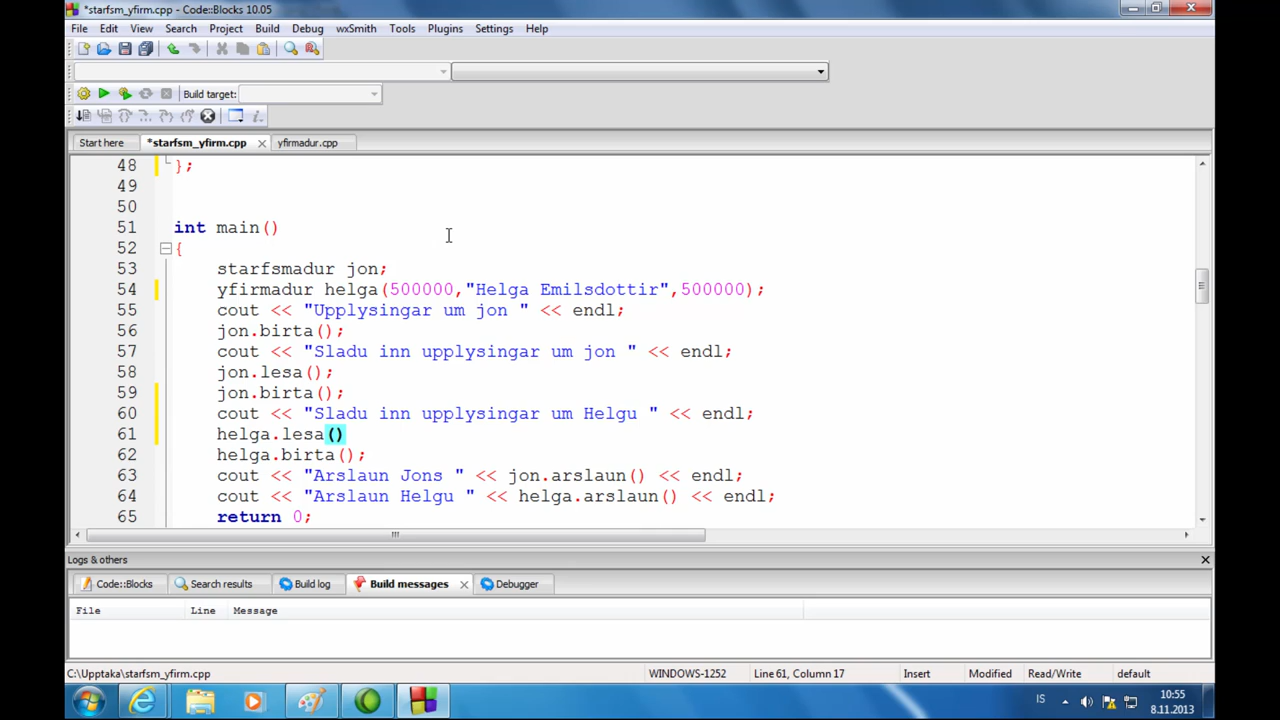 *starfsm_yfirm.cpp - Code::Blocks 10.05
File Edit View Search Project Build Debug wxSmith Tools Plugins Settings Help
Build target:
Start here *starfsm_yfirm.cpp yfirmadur.cpp
48 };
49
50
51 int main()
52 {
53 starfsmadur jon;
54 yfirmadur helga(500000,"Helga Emilsdottir",500000);
55 cout << "Upplysingar um jon " << endl;
56 jon.birta();
57 cout << "Sladu inn upplysingar um jon " << endl;
58 jon.lesa();
59 jon.birta();
60 cout << "Sladu inn upplysingar um Helgu " << endl;
61 helga.lesa()
62 helga.birta();
63 cout << "Arslaun Jons " << jon.arslaun() << endl;
64 cout << "Arslaun Helgu " << helga.arslaun() << endl;
65 return 0;
Logs & others
Code::Blocks Search results Build log Build messages Debugger
File Line Message
C:\Upptaka\starfsm_yfirm.cpp WINDOWS-1252 Line 61, Column 17 Insert Modified Read/Write default
IS 10:55
8.11.2013